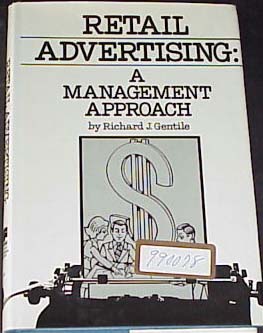 RETAIL
ADVERTISING:
A
MANAGEMENT
APPROACH
by Richard J. Gentile
$
990098